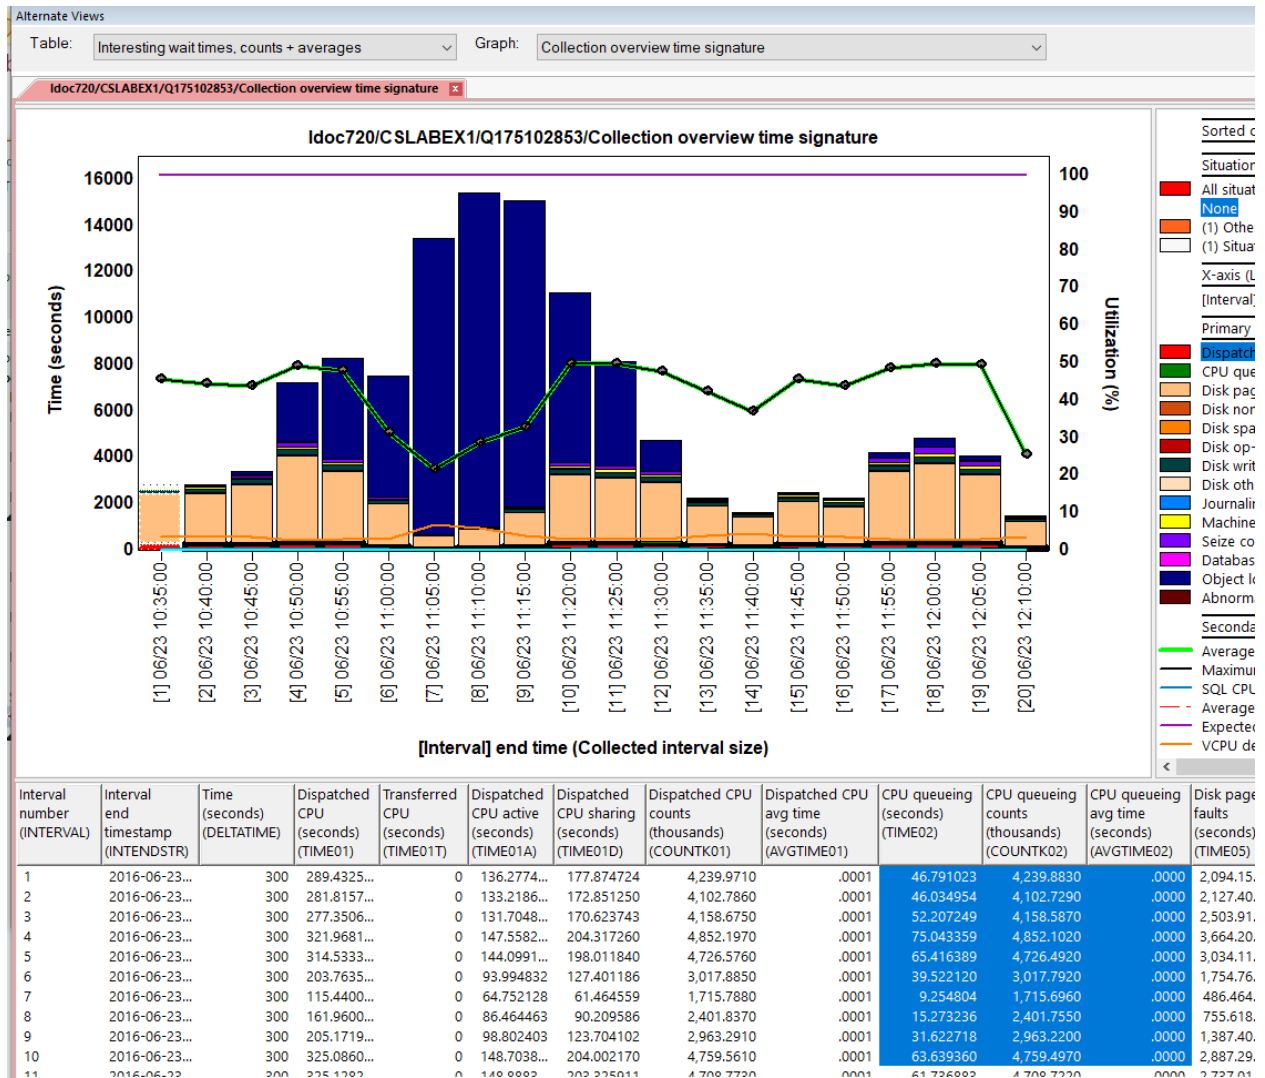 Alternate Views
Table: Interesting wait times, counts + averages Graph: Collection overview time signature
Idoc720/CSLABEX1/Q175102853/Collection overview time signature x
Idoc720/CSLABEX1/Q175102853/Collection overview time signature
Time (seconds)
16000
14000
12000
10000
8000
6000
4000
2000
0
100
90
80
70
60
50
40
30
20
10
0
Utilization (%)
[1] 06/23 10:35:00
[2] 06/23 10:40:00
[3] 06/23 10:45:00
[4] 06/23 10:50:00
[5] 06/23 10:55:00
[6] 06/23 11:00:00
[7] 06/23 11:05:00
[8] 06/23 11:10:00
[9] 06/23 11:15:00
[10] 06/23 11:20:00
[11] 06/23 11:25:00
[12] 06/23 11:30:00
[13] 06/23 11:35:00
[14] 06/23 11:40:00
[15] 06/23 11:45:00
[16] 06/23 11:50:00
[17] 06/23 11:55:00
[18] 06/23 12:00:00
[19] 06/23 12:05:00
[20] 06/23 12:10:00
[Interval] end time (Collected interval size)
Sorted
Situation
All situat
None
(1) Othe
(1) Situa
X-axis (L
[Interval]
Primary
Dispatch
CPU que
Disk pag
Disk non
Disk spa
Disk op-
Disk writ
Disk oth
Journalin
Machine
Seize co
Databas
Object lo
Abnorm
Seconda
Average
Maximu
SQL CPU
Average
Expected
VCPU de
Interval number (INTERVAL)
Interval end timestamp (INTENDSTR)
Time (seconds) (DELTATIME)
Dispatched CPU (seconds) (TIME01)
Transferred CPU (seconds) (TIME01T)
Dispatched CPU active (seconds) (TIME01A)
Dispatched CPU sharing (seconds) (TIME01D)
Dispatched CPU counts (thousands) (COUNTK01)
Dispatched CPU avg time (seconds) (AVGTIME01)
CPU queueing (seconds) (TIME02)
CPU queueing counts (thousands) (COUNTK02)
CPU queueing avg time (seconds) (AVGTIME02)
Disk page faults (seconds) (TIME05)
1 2016-06-23... 300 289.4325... 0 136.2774... 177.874724 4,239.9710 .0001 46.791023 4,239.8830 .0000 2,094.15...
2 2016-06-23... 300 281.8157... 0 133.2186... 172.851250 4,102.7860 .0001 46.034954 4,102.7290 .0000 2,127.40...
3 2016-06-23... 300 277.3506... 0 131.7048... 170.623743 4,158.6750 .0001 52.207249 4,158.5870 .0000 2,503.91...
4 2016-06-23... 300 321.9681... 0 147.5582... 204.317260 4,852.1970 .0001 75.043359 4,852.1020 .0000 3,664.20...
5 2016-06-23... 300 314.5333... 0 144.0991... 198.011840 4,726.5760 .0001 65.416389 4,726.4920 .0000 3,034.11...
6 2016-06-23... 300 203.7635... 0 93.994832 127.401186 3,017.8850 .0001 39.522120 3,017.7920 .0000 1,754.76...
7 2016-06-23... 300 115.4400... 0 64.752128 61.464559 1,715.7880 .0001 9.254804 1,715.6960 .0000 486.464...
8 2016-06-23... 300 161.9600... 0 86.464463 90.209586 2,401.8370 .0001 15.273236 2,401.7550 .0000 755.618...
9 2016-06-23... 300 205.1719... 0 98.802403 123.704102 2,963.2910 .0001 31.622718 2,963.2200 .0000 1,387.40...
10 2016-06-23... 300 325.0860... 0 148.7038... 204.002170 4,759.5610 .0001 63.639360 4,759.4970 .0000 2,887.29...